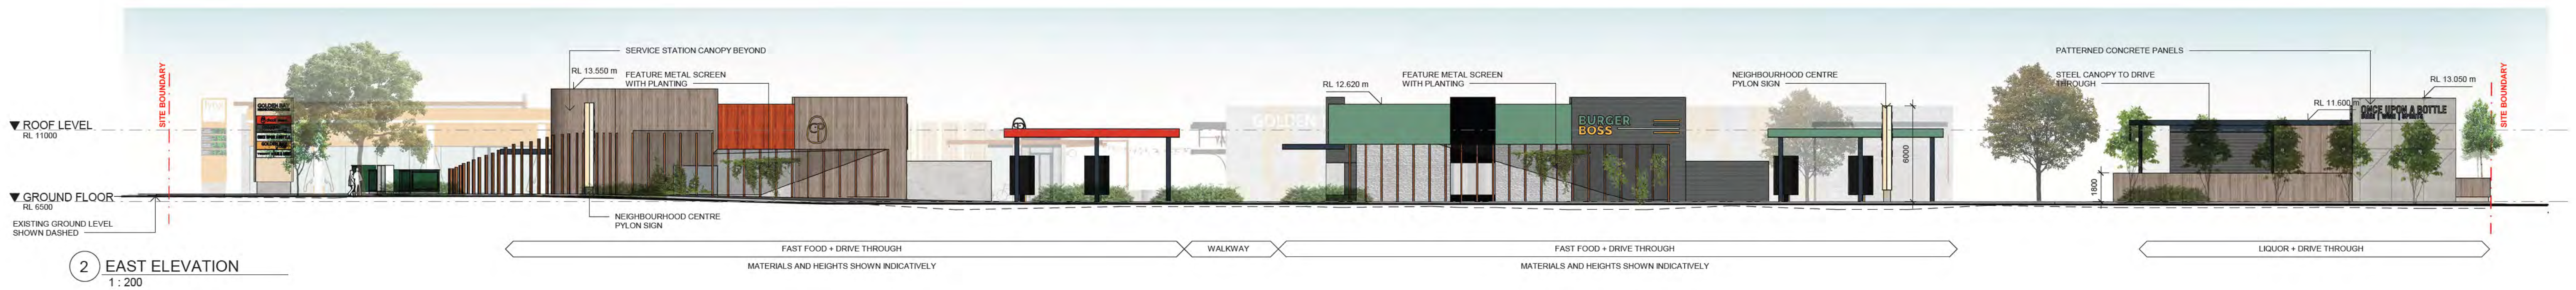 SERVICE STATION CANOPY BEYOND
PATTERNED CONCRETE PANELS
SITE BOUNDARY
RL 13.550 m
FEATURE METAL SCREEN
WITH PLANTING
RL 12.620 m
FEATURE METAL SCREEN
WITH PLANTING
NEIGHBOURHOOD CENTRE
PYLON SIGN
STEEL CANOPY TO DRIVE
THROUGH
RL 13.050 m
SITE BOUNDARY
RL 11.600 m
GOLDEN BAY
ONCE UPON A BOTTLE
GOLDEN
BURGER
BOSS
ROOF LEVEL
RL 11000
6000
1800
GROUND FLOOR
RL 6500
EXISTING GROUND LEVEL
SHOWN DASHED
NEIGHBOURHOOD CENTRE
PYLON SIGN
FAST FOOD + DRIVE THROUGH
WALKWAY
FAST FOOD + DRIVE THROUGH
LIQUOR + DRIVE THROUGH
MATERIALS AND HEIGHTS SHOWN INDICATIVELY
MATERIALS AND HEIGHTS SHOWN INDICATIVELY
2 EAST ELEVATION
1 : 200